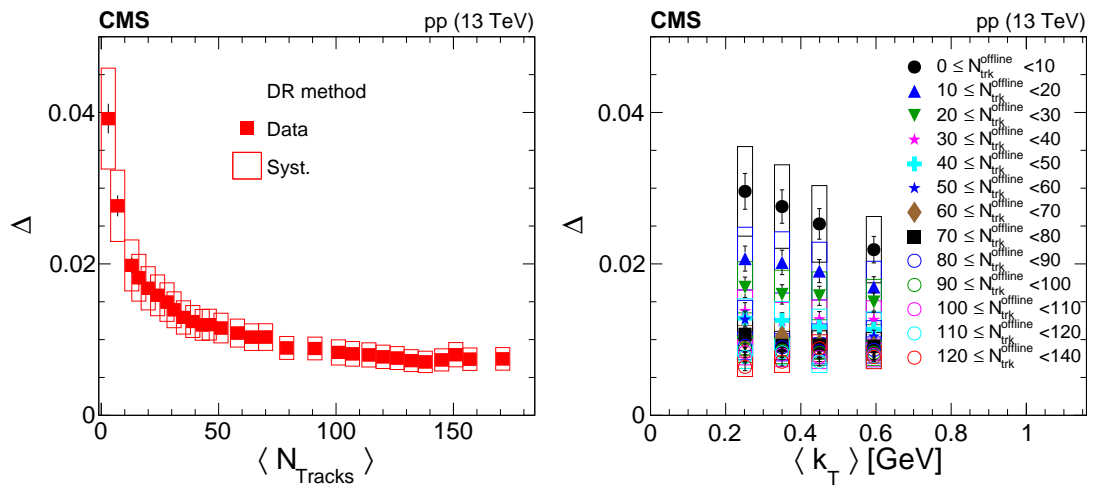 CMS pp (13 TeV)
DR method
Data
Syst.
0.04
0.02
0
Δ
0 50 100 150
⟨ N_Tracks ⟩
CMS pp (13 TeV)
0 ≤ N_trk^offline <10
10 ≤ N_trk^offline <20
20 ≤ N_trk^offline <30
30 ≤ N_trk^offline <40
40 ≤ N_trk^offline <50
50 ≤ N_trk^offline <60
60 ≤ N_trk^offline <70
70 ≤ N_trk^offline <80
80 ≤ N_trk^offline <90
90 ≤ N_trk^offline <100
100 ≤ N_trk^offline <110
110 ≤ N_trk^offline <120
120 ≤ N_trk^offline <140
0.04
0.02
0
Δ
0 0.2 0.4 0.6 0.8 1
⟨ k_T ⟩ [GeV]